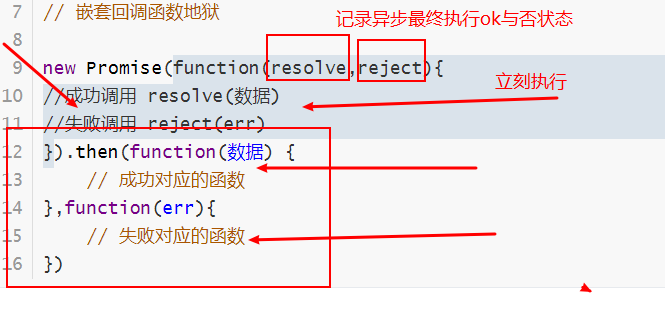 7 // 嵌套回调函数地狱
记录异步最终执行ok与否状态
8
9 new Promise(function(resolve,reject){
10 //成功调用 resolve(数据)
立刻执行
11 //失败调用 reject(err)
12 }).then(function(数据) {
13 // 成功对应的函数
14 },function(err){
15 // 失败对应的函数
16 })